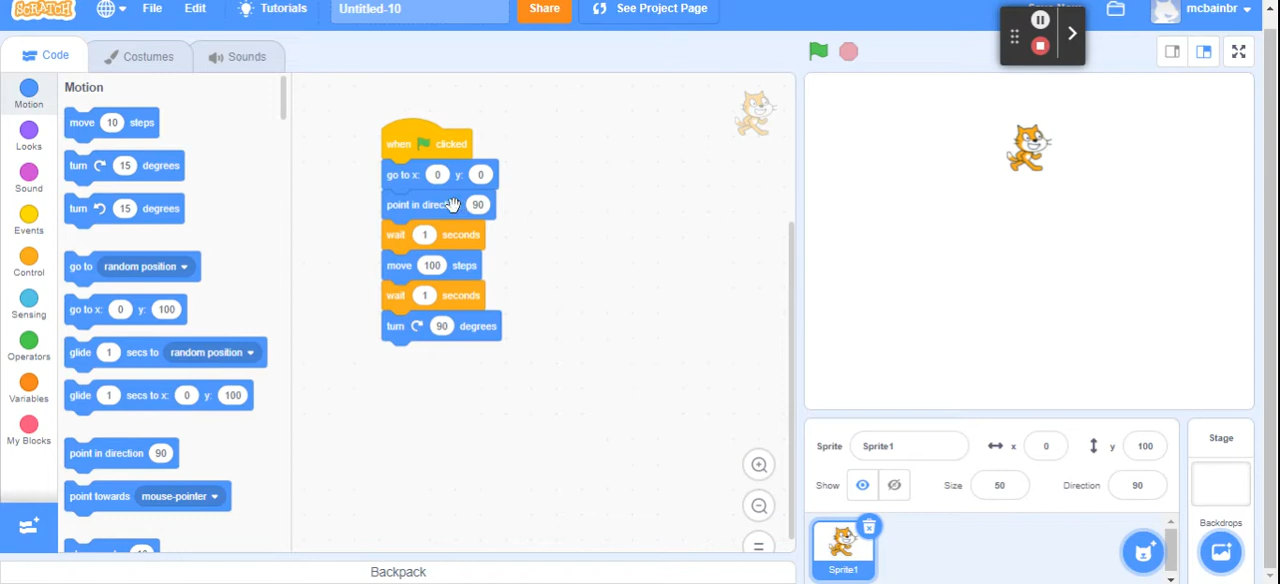 SCRATCH File Edit Tutorials Untitled-10 Share See Project Page mcbainbr
Code Costumes Sounds
Motion
Looks
Sound
Events
Control
Sensing
Operators
Variables
My Blocks
Motion
move 10 steps
turn 15 degrees
turn 15 degrees
go to random position
go to x: 0 y: 100
glide 1 secs to random position
glide 1 secs to x: 0 y: 100
point in direction 90
point towards mouse-pointer
when clicked
go to x: 0 y: 0
point in 90
wait 1 seconds
move 100 steps
wait 1 seconds
turn 90 degrees
Sprite Sprite1 x 0 y 100
Show Size 50 Direction 90
Sprite1
Stage
Backdrops
Backpack